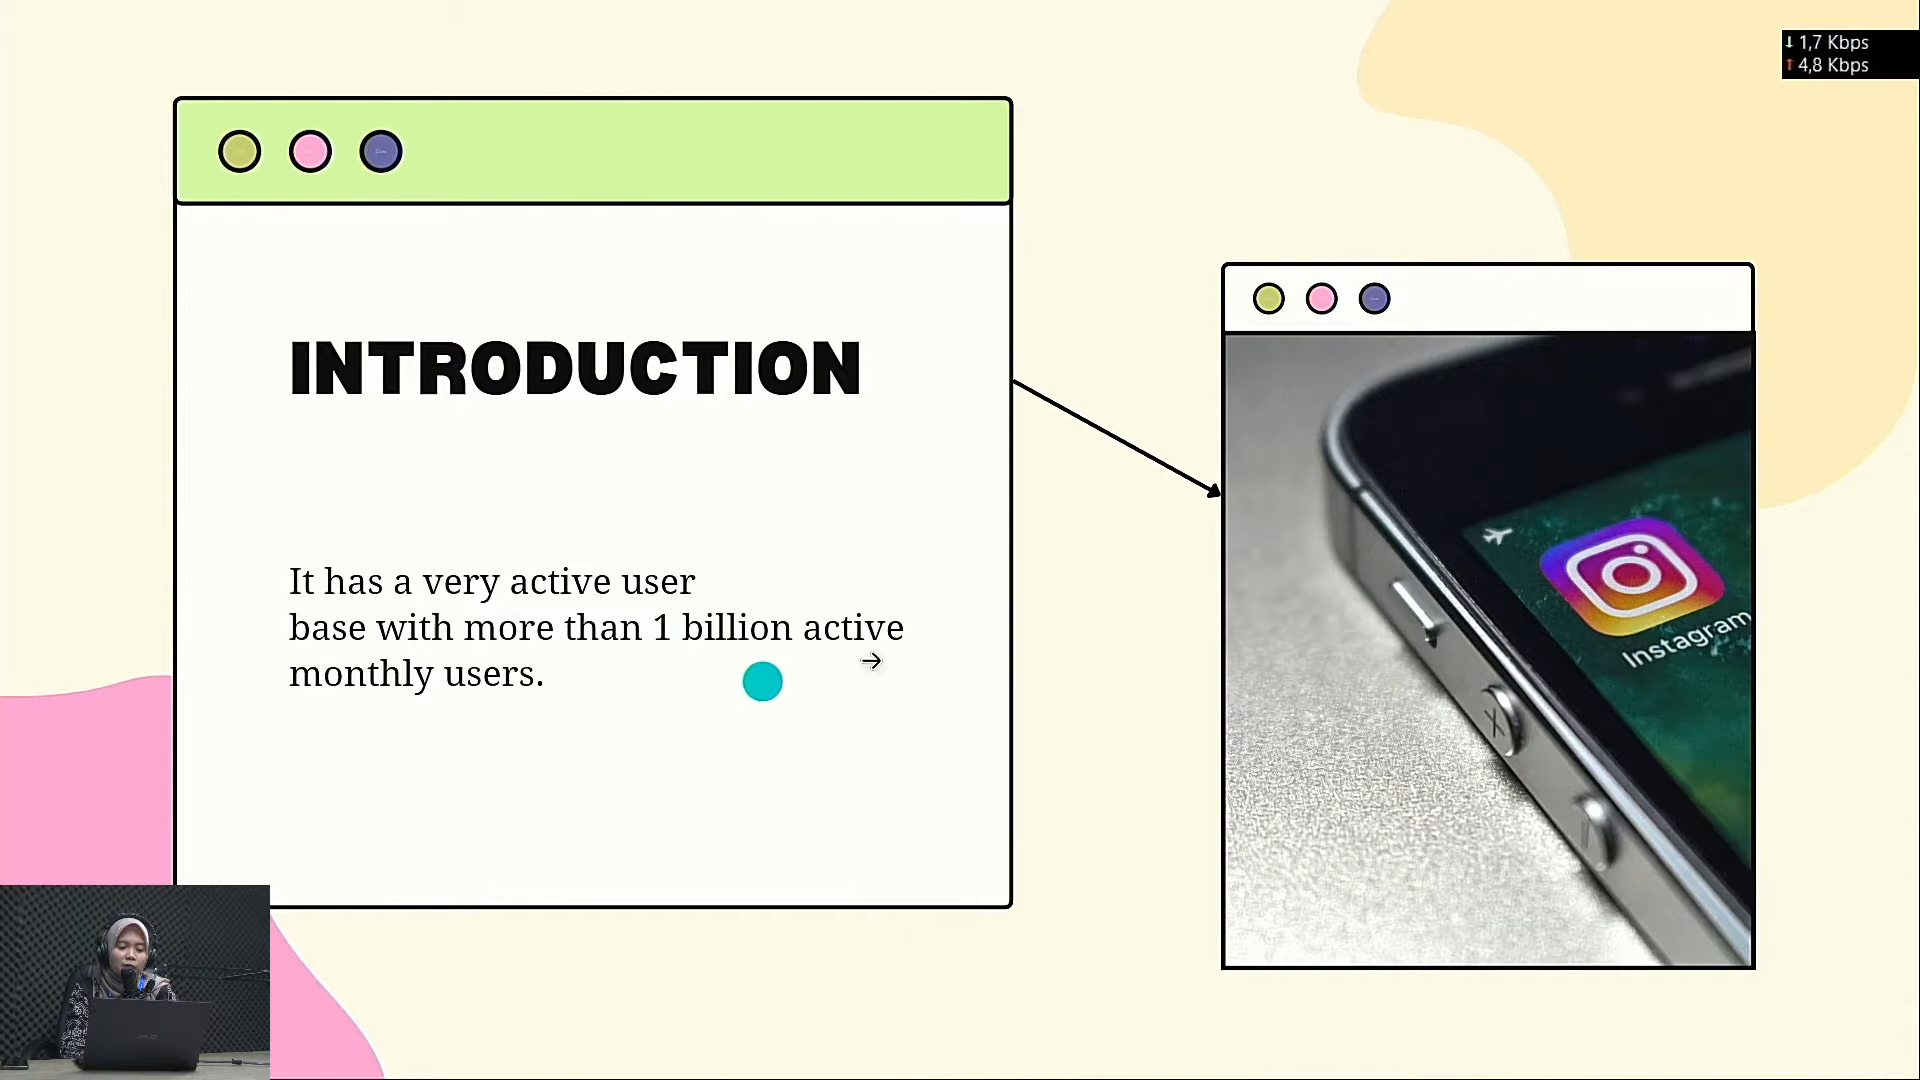 ↓ 1,7 Kbps
↑ 4,8 Kbps
INTRODUCTION
It has a very active user
base with more than 1 billion active
monthly users.
Instagram